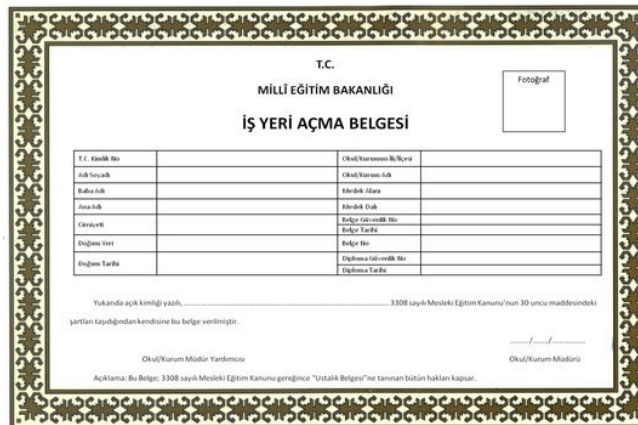 T.C.
MİLLÎ EĞİTİM BAKANLIĞI
Fotoğraf
İŞ YERİ AÇMA BELGESİ
T.C. Kimlik No
Okul/Kurumun İli/İlçesi
Adı Soyadı
Okul/Kurum Adı
Baba Adı
Meslek Alanı
Ana Adı
Meslek Dalı
Cinsiyeti
Belge Güvenlik No
Belge Tarihi
Doğum Yeri
Belge No
Doğum Tarihi
Diploma Güvenlik No
Diploma Tarihi
Yukarıda açık kimliği yazılı,.......................................................................... 3308 sayılı Mesleki Eğitim Kanunu'nun 30 uncu maddesindeki
şartları taşıdığından kendisine bu belge verilmiştir.
......../......./...............
Okul/Kurum Müdür Yardımcısı
Okul/Kurum Müdürü
Açıklama: Bu Belge; 3308 sayılı Mesleki Eğitim Kanunu gereğince "Ustalık Belgesi"ne tanınan bütün hakları kapsar.